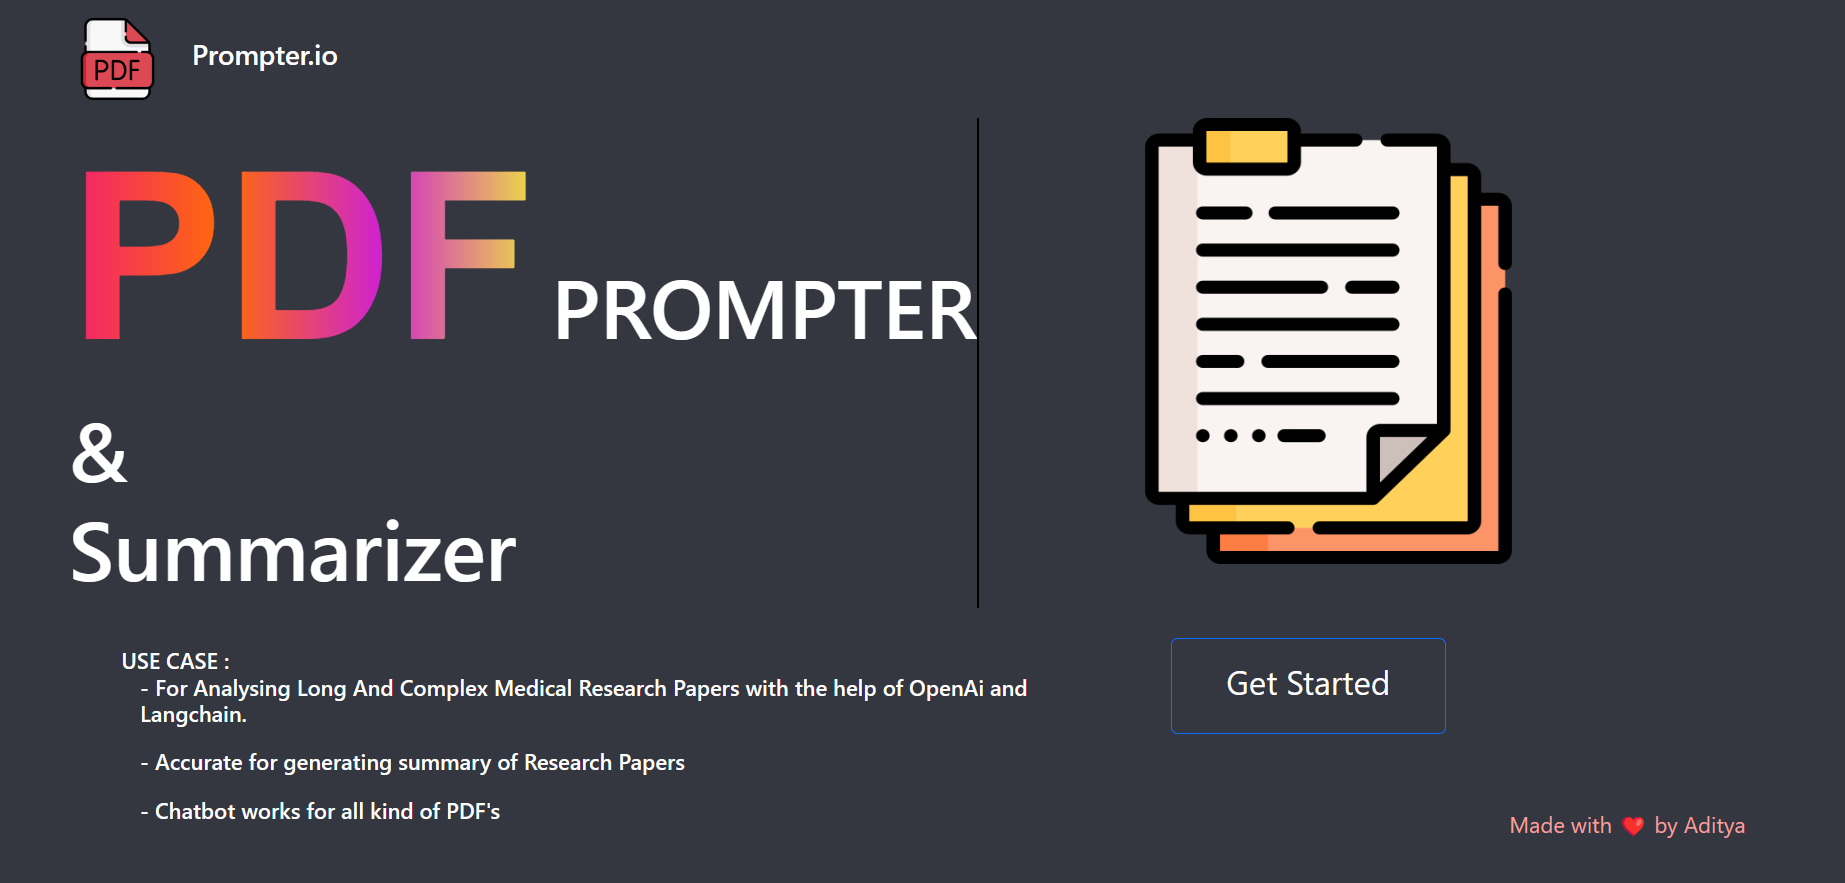 PDF
Prompter.io
PDF PROMPTER
&
Summarizer
USE CASE :
- For Analysing Long And Complex Medical Research Papers with the help of OpenAi and
Langchain.
- Accurate for generating summary of Research Papers
- Chatbot works for all kind of PDF's
Get Started
Made with ❤️ by Aditya